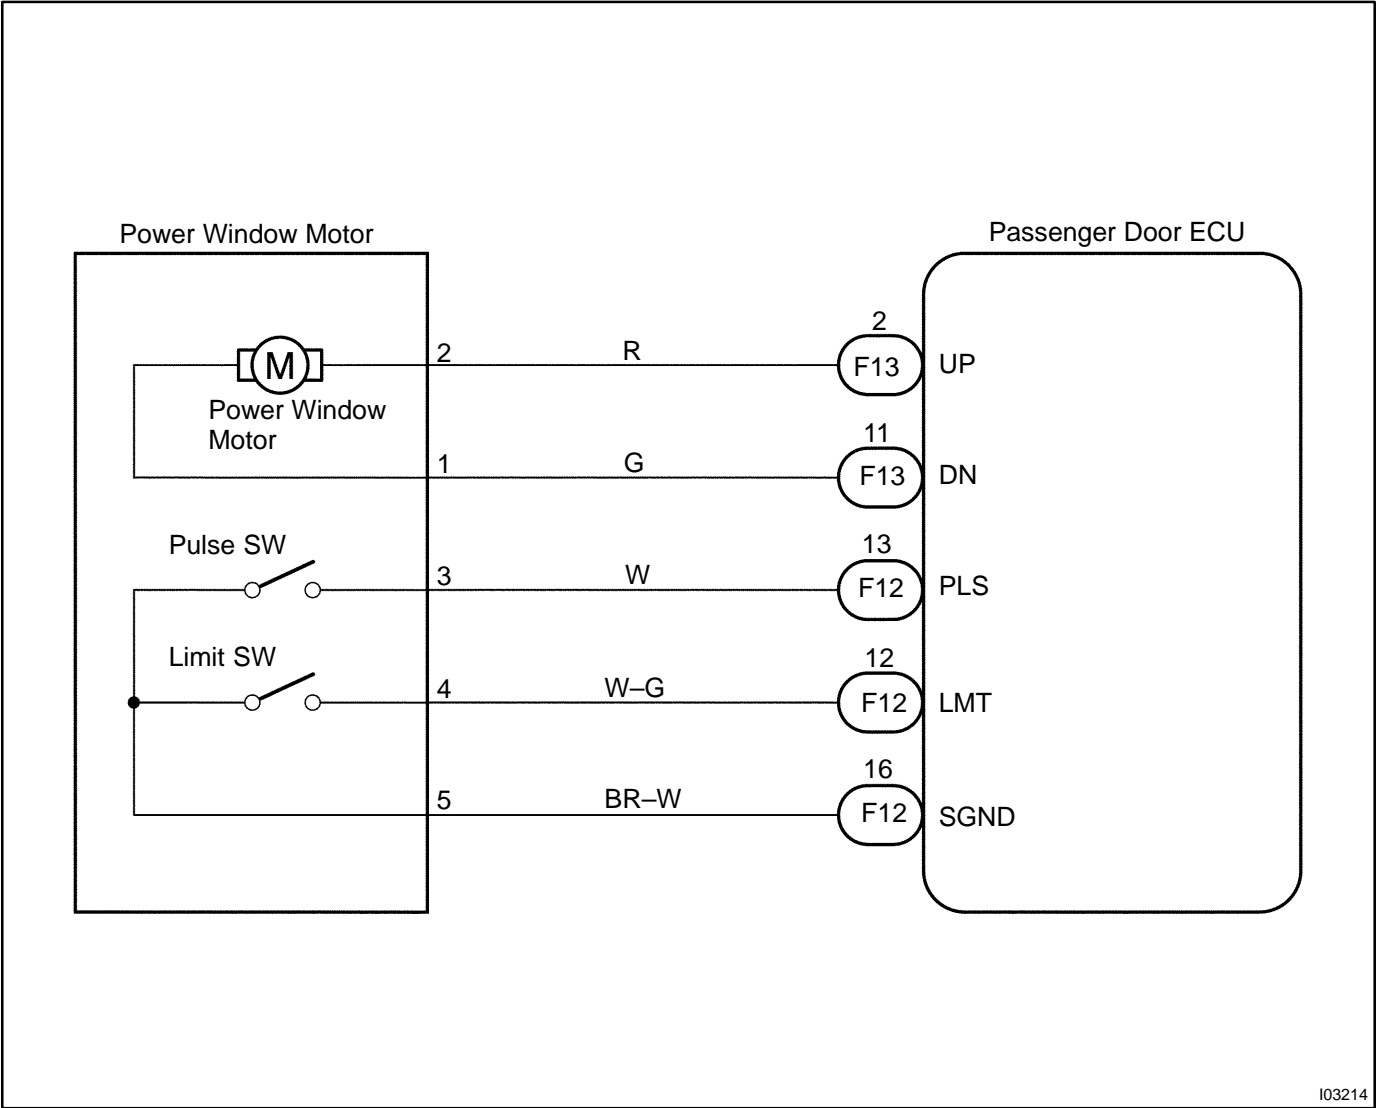 Power Window Motor
Passenger Door ECU
M
Power Window
Motor
2
R
2
F13
UP
1
G
11
F13
DN
Pulse SW
3
W
13
F12
PLS
Limit SW
4
W–G
12
F12
LMT
5
BR–W
16
F12
SGND
I03214